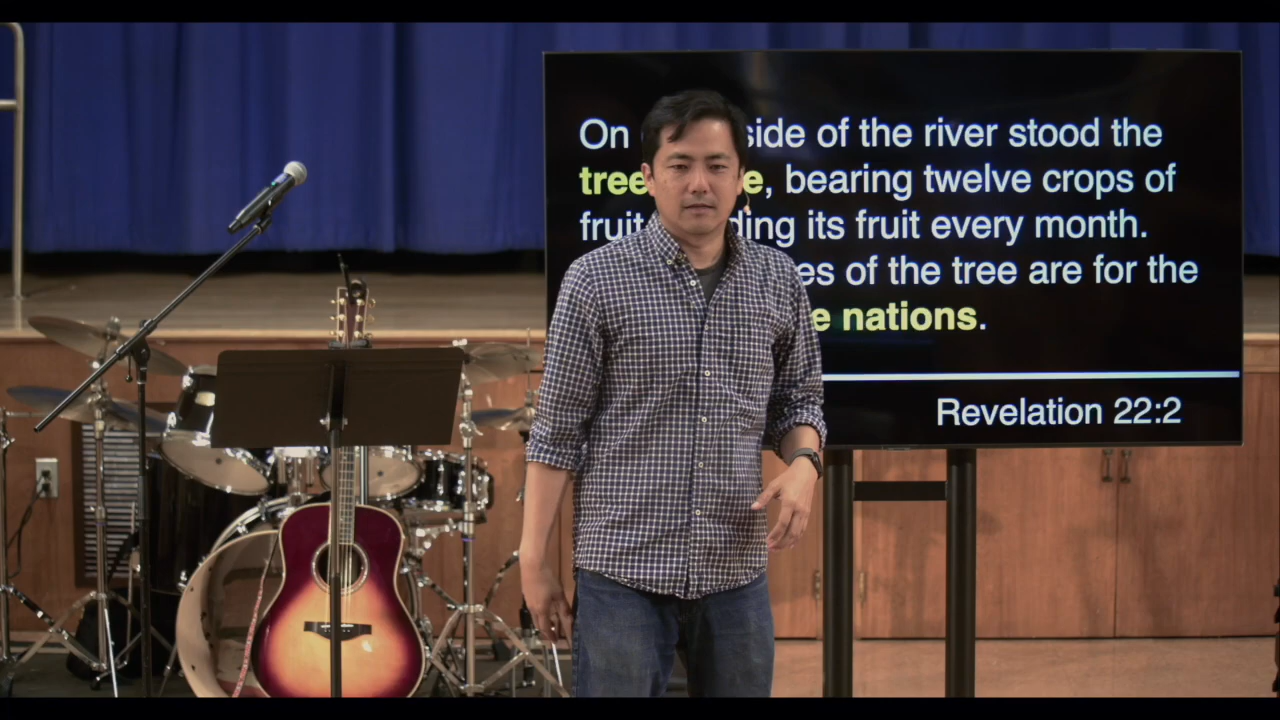 On side of the river stood the
tree e, bearing twelve crops of
fruit ding its fruit every month.
es of the tree are for the
e nations.
Revelation 22:2